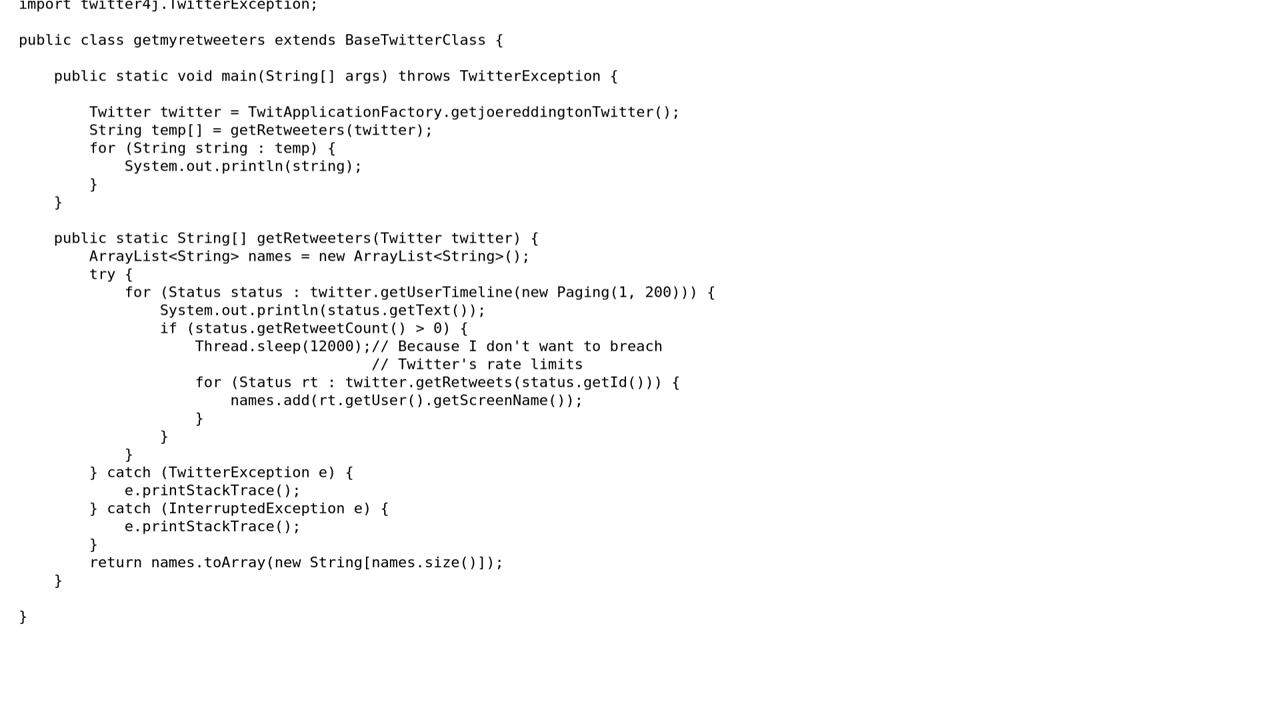 import twitter4j.TwitterException;

public class getmyretweeters extends BaseTwitterClass {

    public static void main(String[] args) throws TwitterException {

        Twitter twitter = TwitApplicationFactory.getjoereddingtonTwitter();
        String temp[] = getRetweeters(twitter);
        for (String string : temp) {
            System.out.println(string);
        }
    }

    public static String[] getRetweeters(Twitter twitter) {
        ArrayList<String> names = new ArrayList<String>();
        try {
            for (Status status : twitter.getUserTimeline(new Paging(1, 200))) {
                System.out.println(status.getText());
                if (status.getRetweetCount() > 0) {
                    Thread.sleep(12000);// Because I don't want to breach
                                        // Twitter's rate limits
                    for (Status rt : twitter.getRetweets(status.getId())) {
                        names.add(rt.getUser().getScreenName());
                    }
                }
            }
        } catch (TwitterException e) {
            e.printStackTrace();
        } catch (InterruptedException e) {
            e.printStackTrace();
        }
        return names.toArray(new String[names.size()]);
    }

}